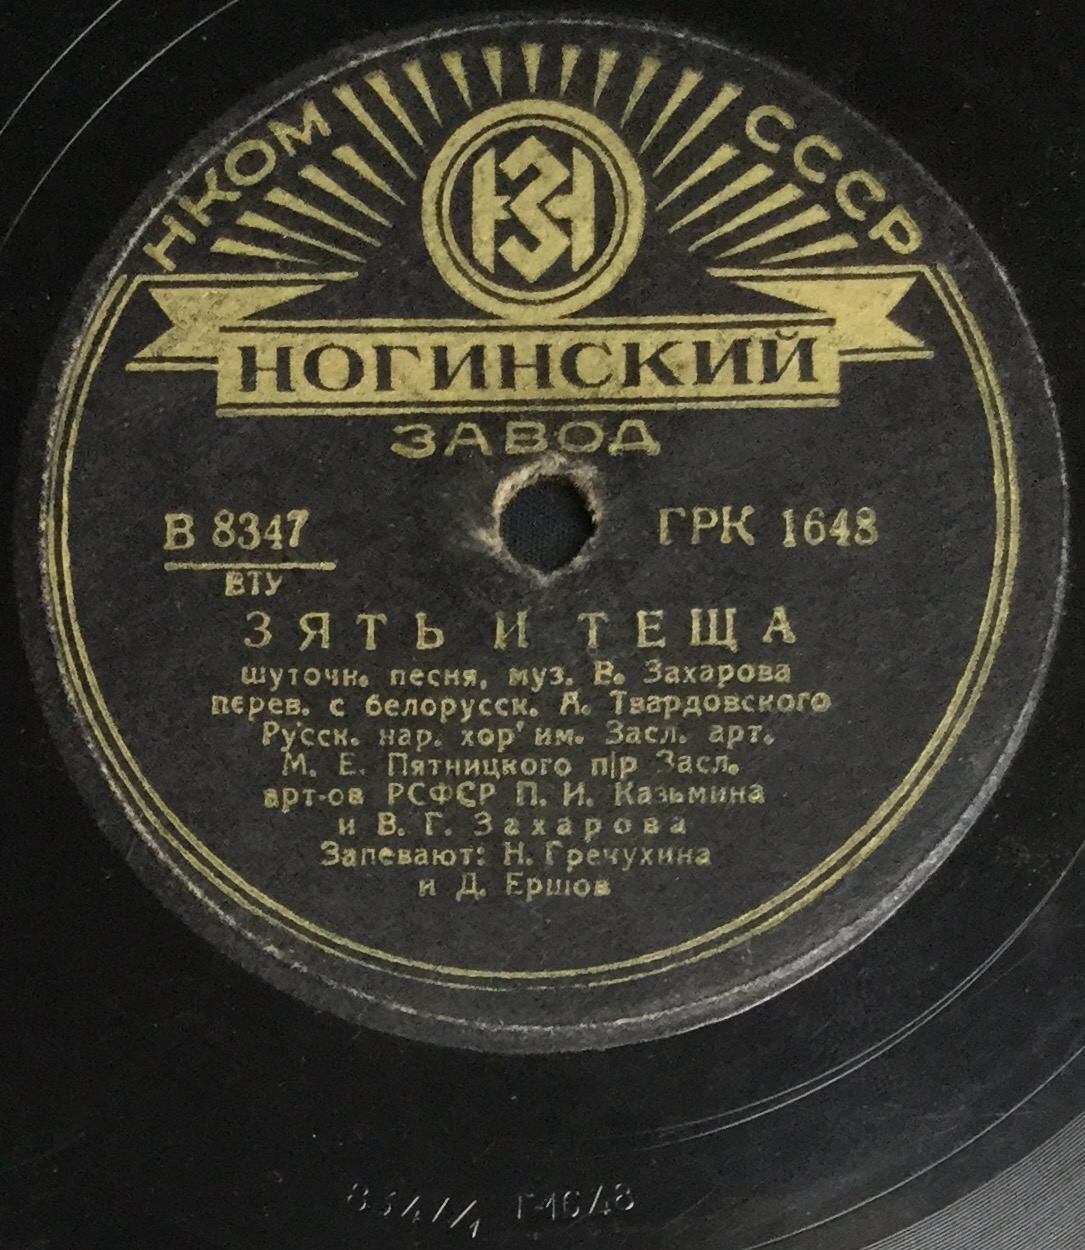 НКОМ СССР
НЗ
НОГИНСКИЙ
ЗАВОД
В 8347 ГРК 1648
ВТУ
ЗЯТЬ И ТЕЩА
шуточн. песня, муз. В. Захарова
перев. с белорусск. А. Твардовского
Русск. нар. хор им. Засл. арт.
М. Е. Пятницкого п/р Засл.
арт-ов РСФСР П. И. Казьмина
и В. Г. Захарова
Запевают: Н. Гречухина
и Д. Ершов
Г-1648